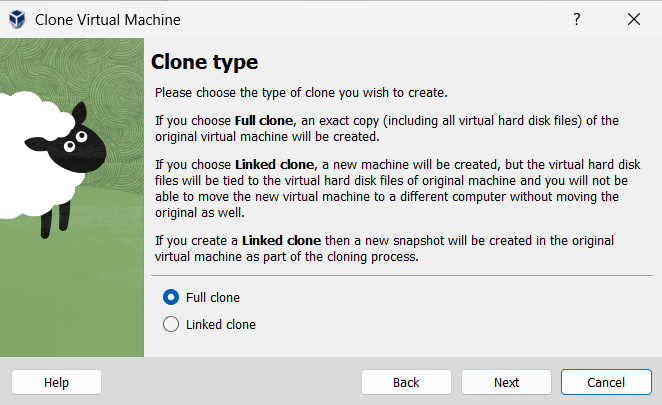 Clone Virtual Machine
?
Clone type
Please choose the type of clone you wish to create.
If you choose Full clone, an exact copy (including all virtual hard disk files) of the
original virtual machine will be created.
If you choose Linked clone, a new machine will be created, but the virtual hard disk
files will be tied to the virtual hard disk files of original machine and you will not be
able to move the new virtual machine to a different computer without moving the
original as well.
If you create a Linked clone then a new snapshot will be created in the original
virtual machine as part of the cloning process.
Full clone
Linked clone
Help
Back
Next
Cancel